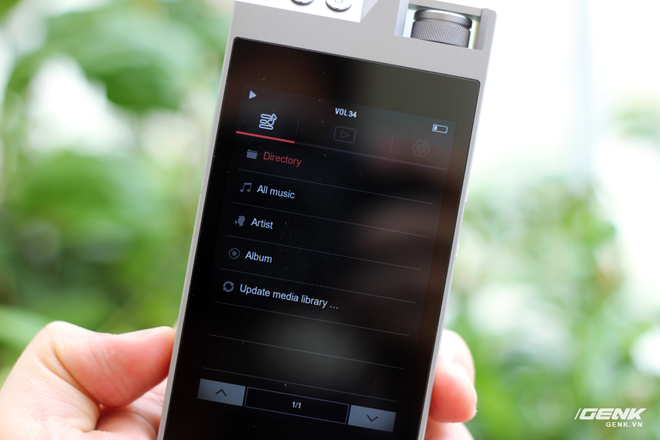 VOL 34
Directory
All music
Artist
Album
Update media library ...
1/1
GENK
GENK.VN